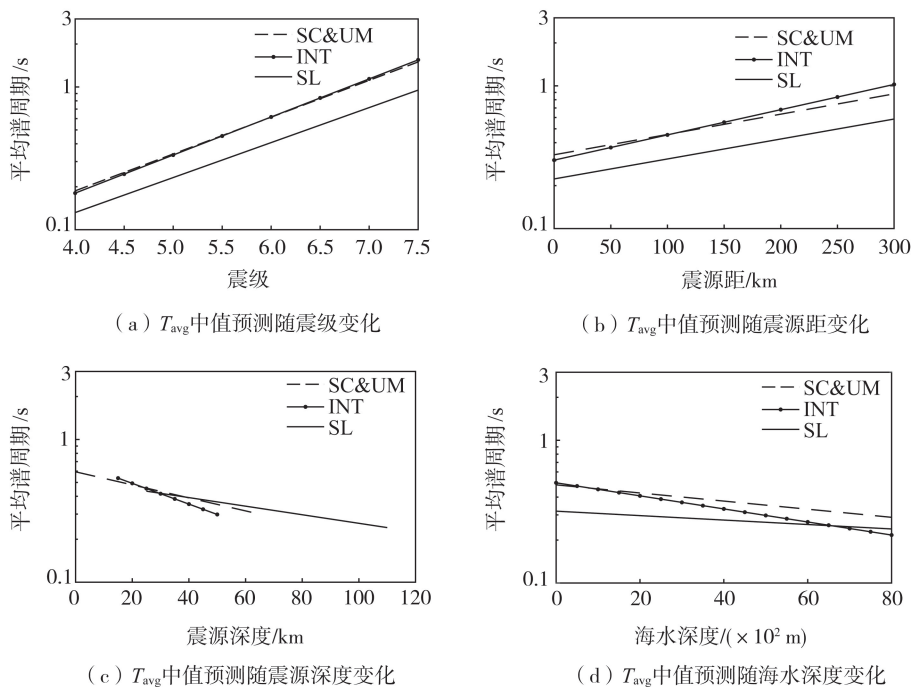 3
1
0.1
平均谱周期/s
SC&UM
INT
SL
4.0 4.5 5.0 5.5 6.0 6.5 7.0 7.5
震级
（a）Tavg中值预测随震级变化
3
1
0.1
平均谱周期/s
SC&UM
INT
SL
0 50 100 150 200 250 300
震源距/km
（b）Tavg中值预测随震源距变化
3
1
0.1
平均谱周期/s
SC&UM
INT
SL
0 20 40 60 80 100 120
震源深度/km
（c）Tavg中值预测随震源深度变化
3
1
0.1
平均谱周期/s
SC&UM
INT
SL
0 20 40 60 80
海水深度/(×10² m)
（d）Tavg中值预测随海水深度变化